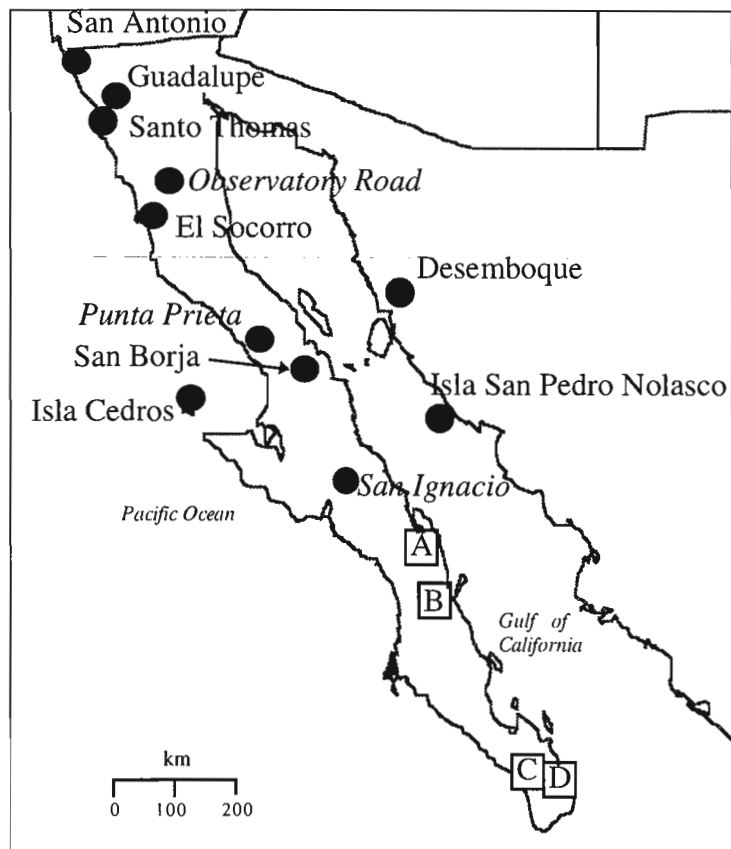 San Antonio
Guadalupe
Santo Thomas
Observatory Road
El Socorro
Desemboque
Punta Prieta
San Borja
Isla San Pedro Nolasco
Isla Cedros
San Ignacio
Pacific Ocean
A
B
Gulf of
California
km
C
D
0 100 200